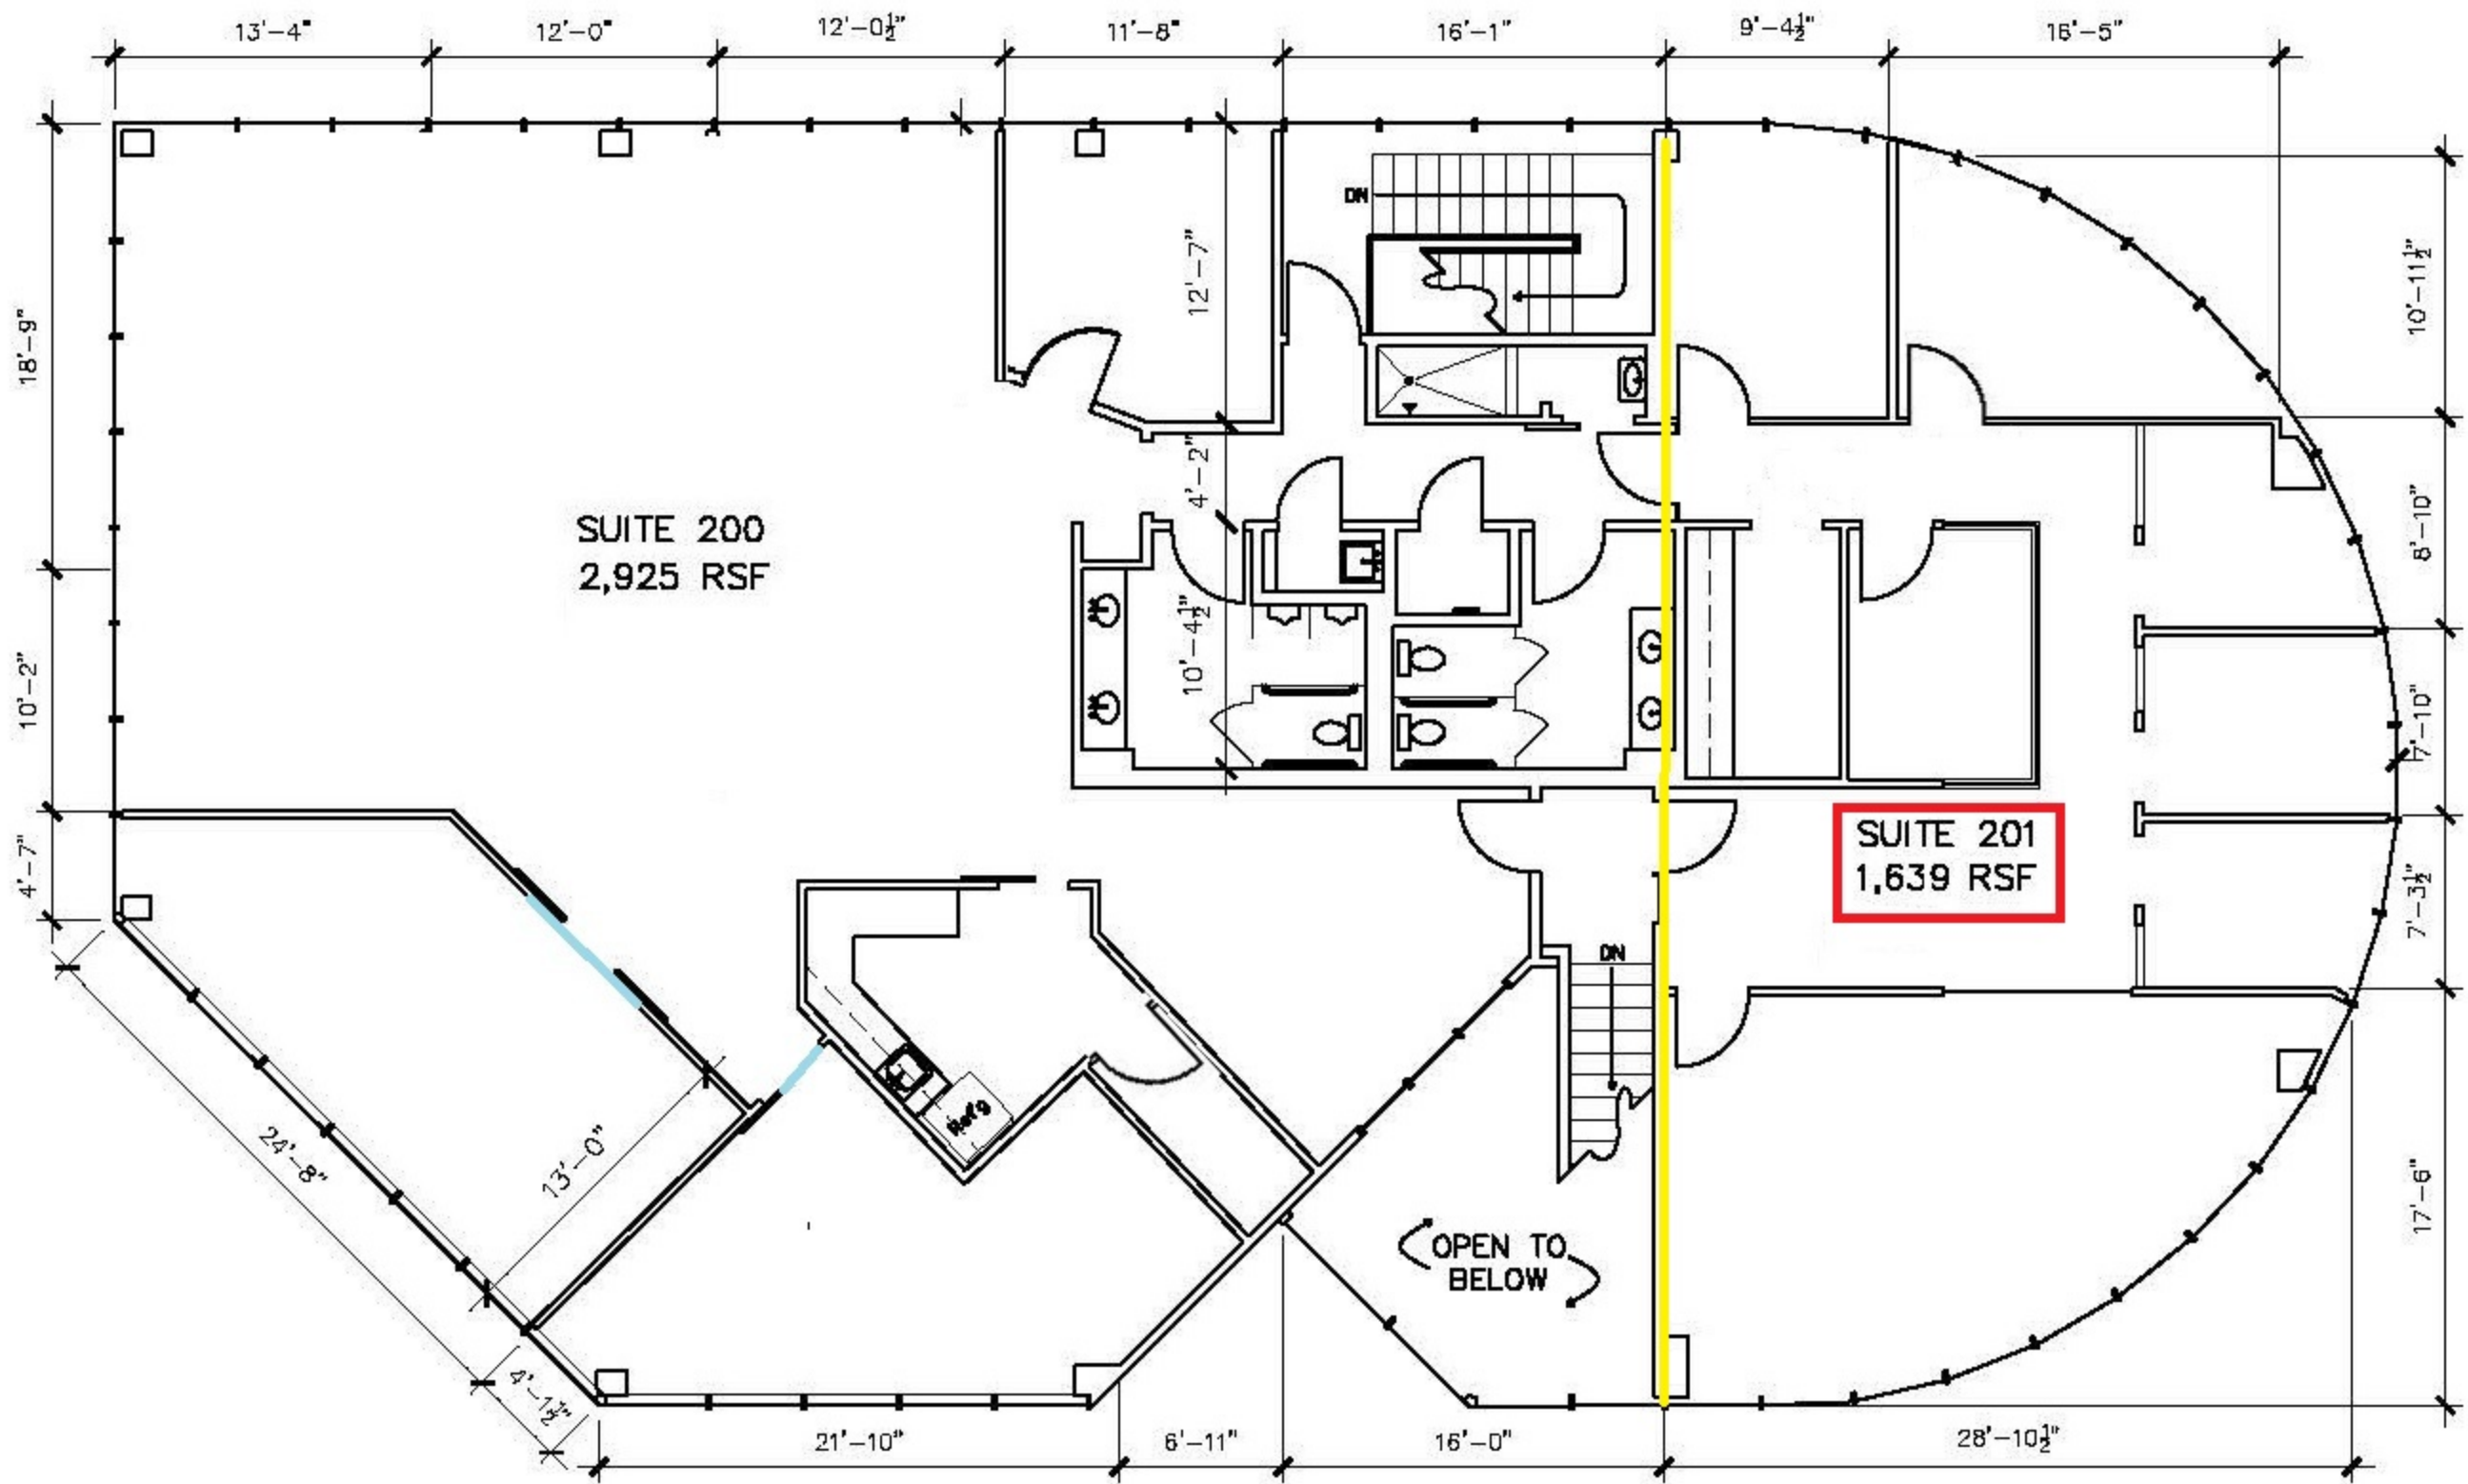 13'-4"
12'-0"
12'-0½"
11'-8"
16'-1"
9'-4½"
16'-5"
DN
12'-7"
10'-11½"
18'-9"
4'-2"
SUITE 200
2,925 RSF
8'-10"
10'-4½"
10'-2"
7'-10"
SUITE 201
1,639 RSF
4'-7"
7'-3½"
DN
Ref'g
24'-8"
13'-0"
17'-6"
OPEN TO
BELOW
4'-1½"
21'-10"
6'-11"
16'-0"
28'-10½"